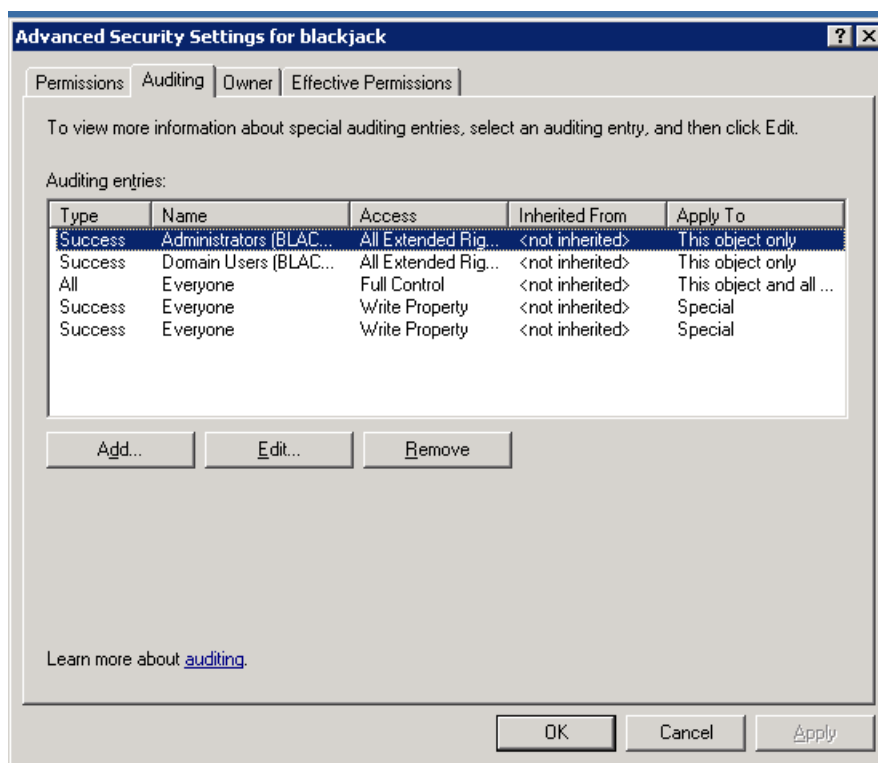 Advanced Security Settings for blackjack
Permissions Auditing Owner Effective Permissions
To view more information about special auditing entries, select an auditing entry, and then click Edit.
Auditing entries:
Type Name Access Inherited From Apply To
Success Administrators (BLAC... All Extended Rig... <not inherited> This object only
Success Domain Users (BLAC... All Extended Rig... <not inherited> This object only
All Everyone Full Control <not inherited> This object and all ...
Success Everyone Write Property <not inherited> Special
Success Everyone Write Property <not inherited> Special
Add... Edit... Remove
Learn more about auditing.
OK Cancel Apply